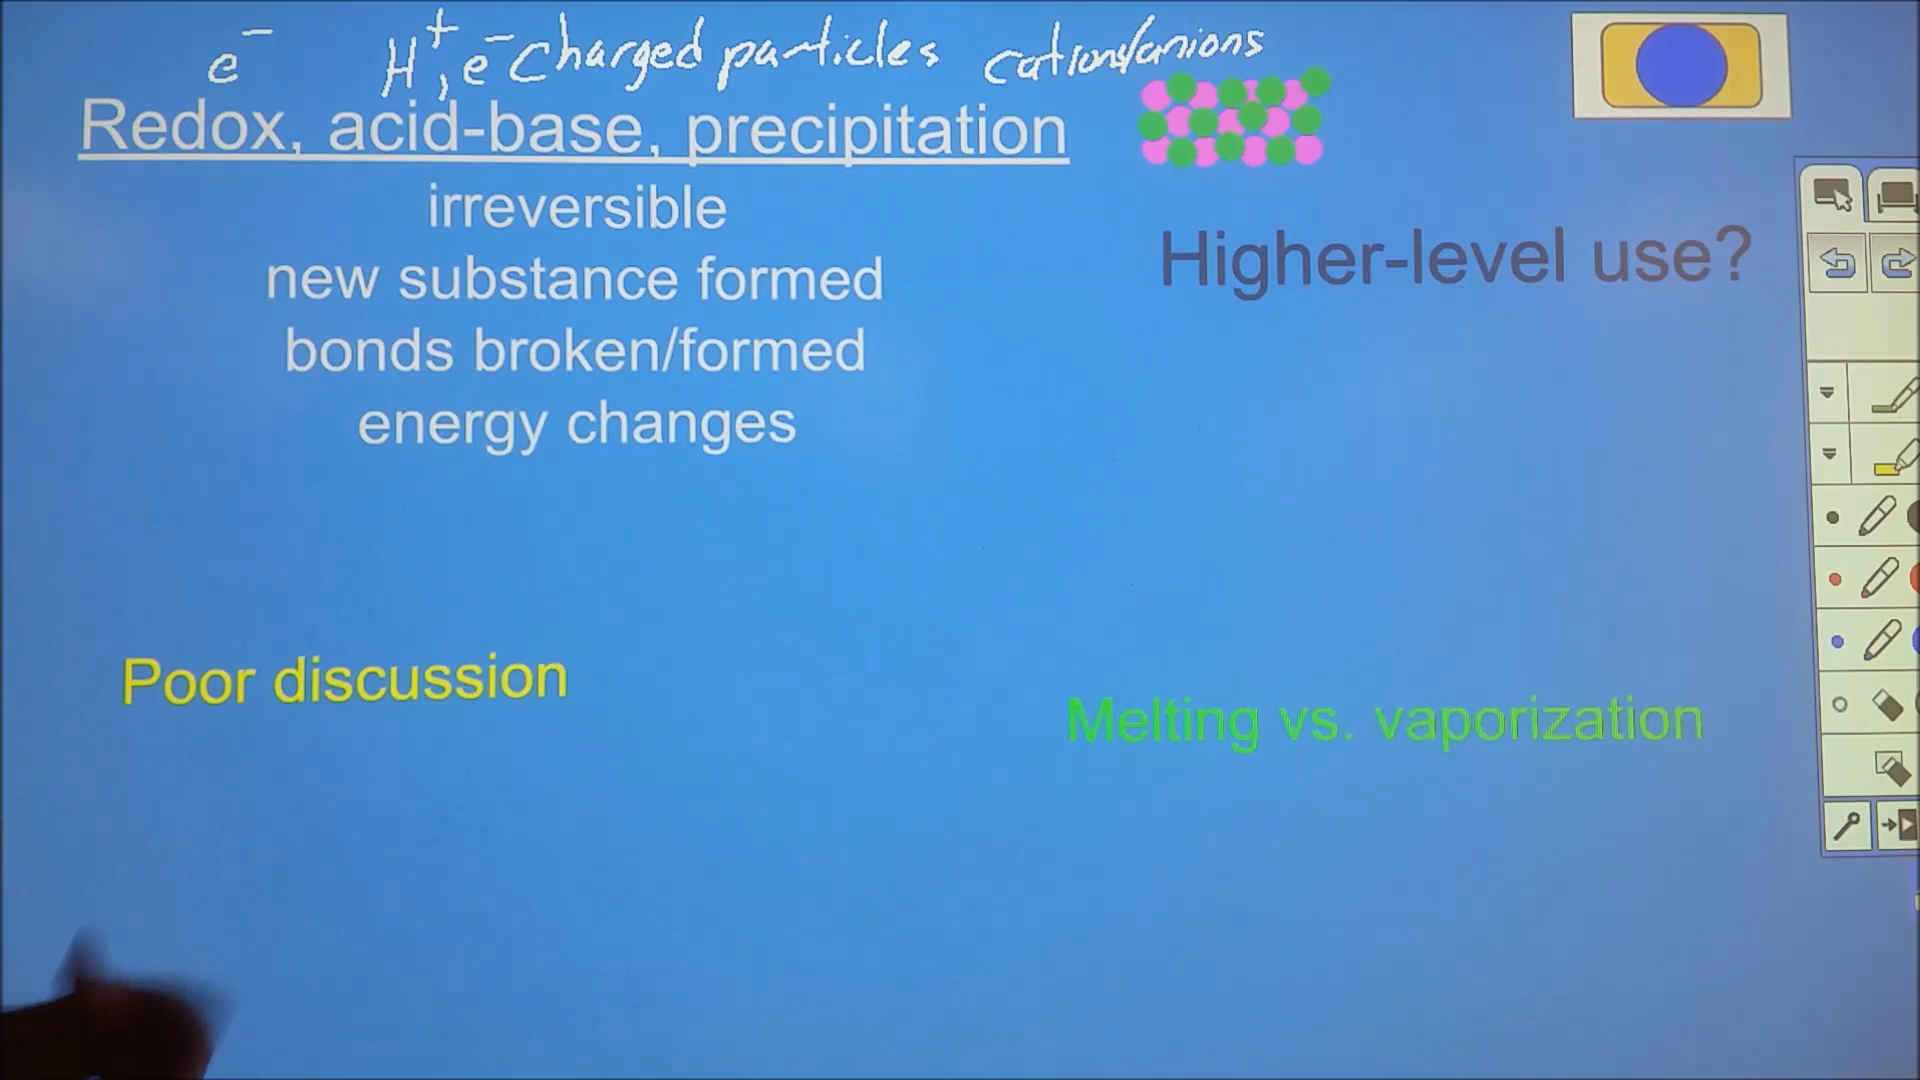 e⁻ H⁺, e⁻ charged particles cations/anions
Redox, acid-base, precipitation
irreversible
Higher-level use?
new substance formed
bonds broken/formed
energy changes
Poor discussion
Melting vs. vaporization